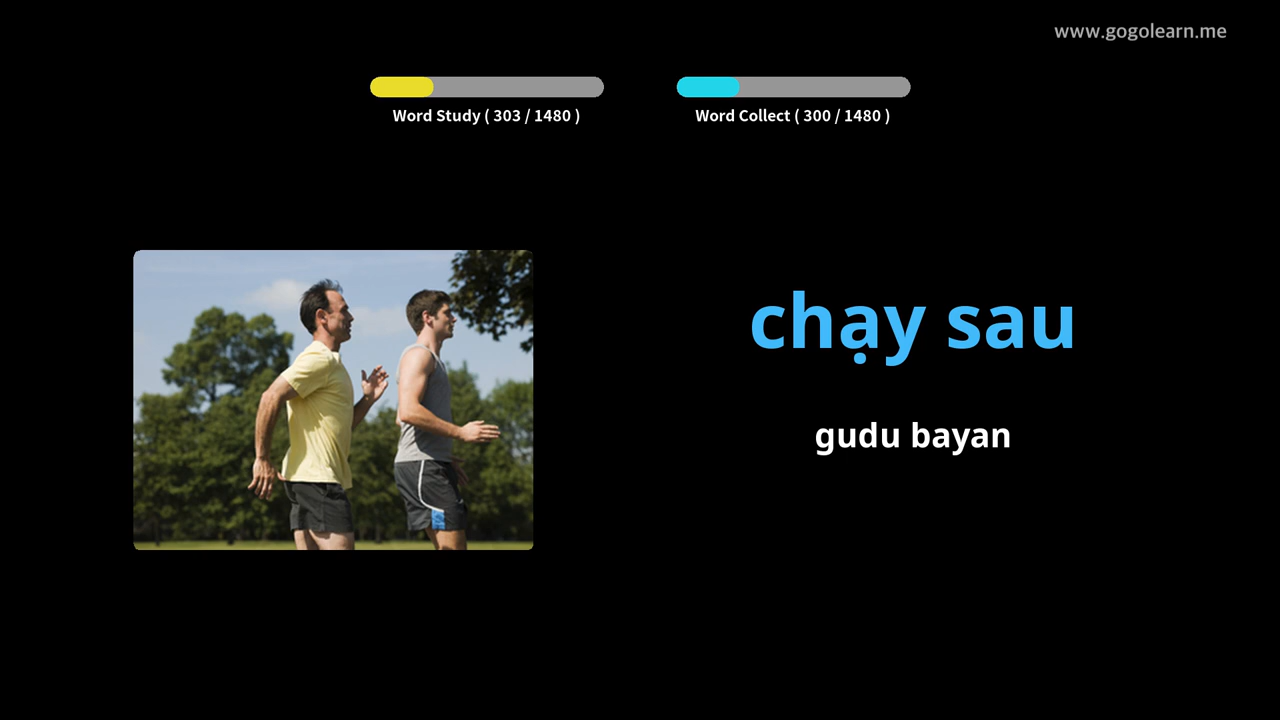 www.gogolearn.me
Word Study ( 303 / 1480 )
Word Collect ( 300 / 1480 )
chạy sau
gudu bayan